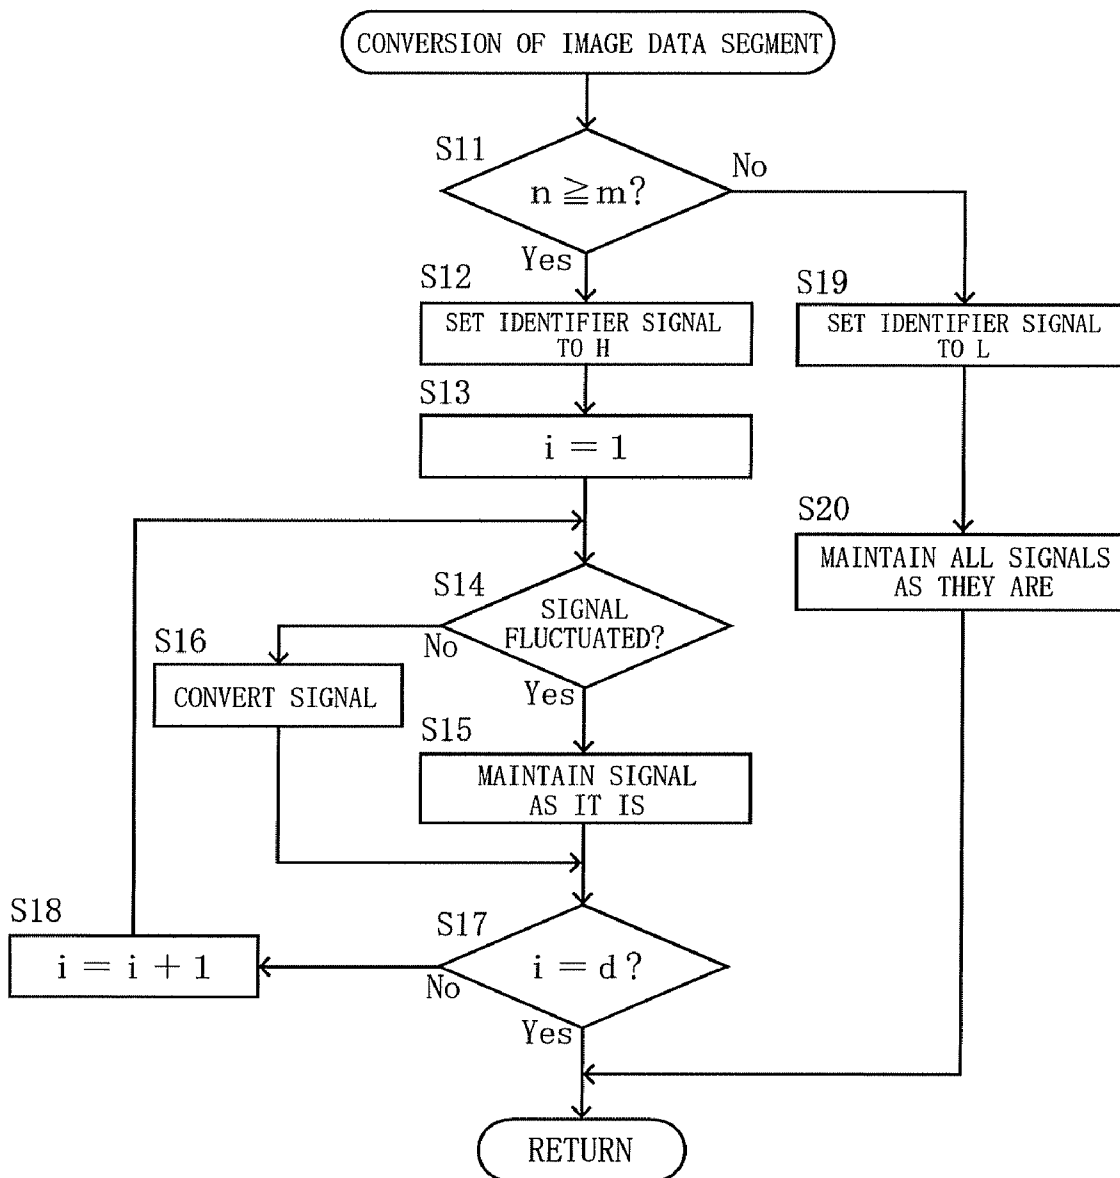 CONVERSION OF IMAGE DATA SEGMENT
S11
n ≧ m?
No
Yes
S12
SET IDENTIFIER SIGNAL
TO H
S19
SET IDENTIFIER SIGNAL
TO L
S13
i = 1
S20
MAINTAIN ALL SIGNALS
AS THEY ARE
S14
SIGNAL
FLUCTUATED?
No
Yes
S16
CONVERT SIGNAL
S15
MAINTAIN SIGNAL
AS IT IS
S17
i = d ?
No
Yes
S18
i = i + 1
RETURN